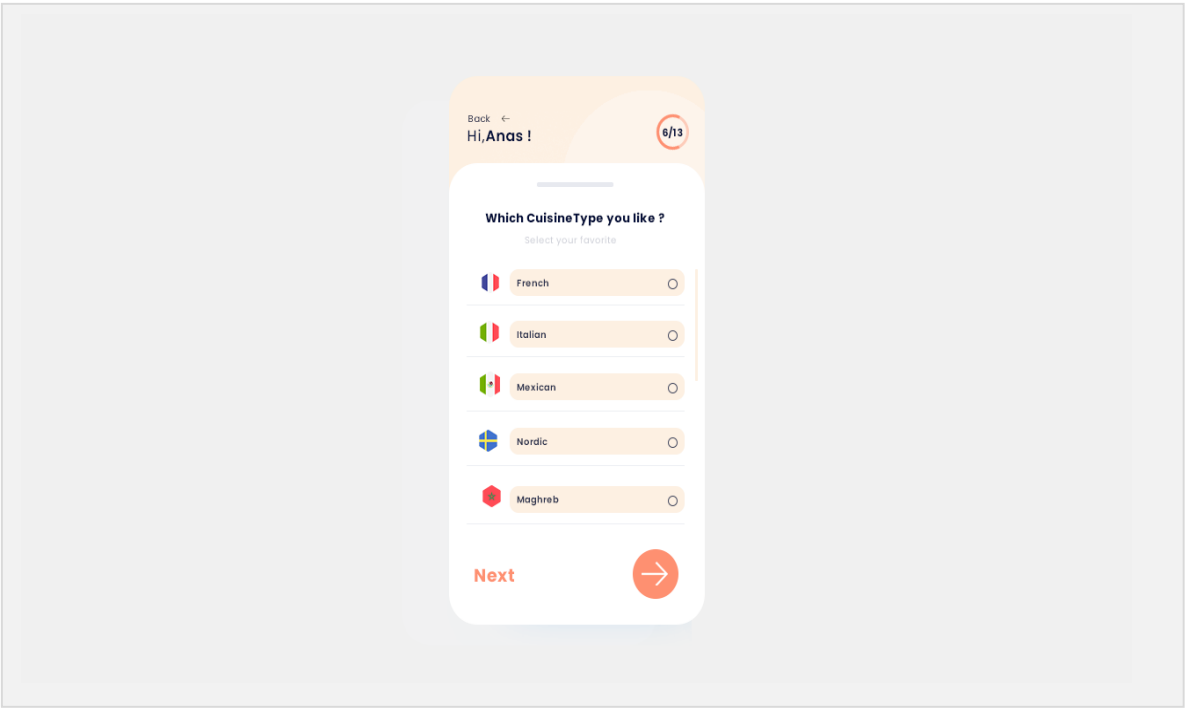 Back ←
Hi,Anas !
6/13
Which CuisineType you like ?
Select your favorite
French
Italian
Mexican
Nordic
Maghreb
Next